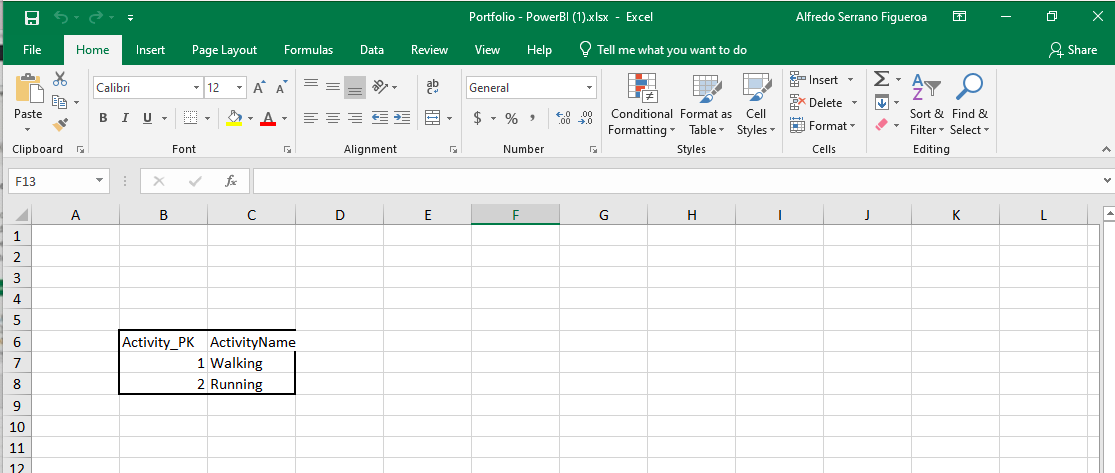 Portfolio - PowerBI (1).xlsx - Excel
Alfredo Serrano Figueroa
File Home Insert Page Layout Formulas Data Review View Help Tell me what you want to do Share
Calibri 12 A A ab General Insert
Paste B I U A $ % , .00 Conditional Formatting Format as Table Cell Styles Delete Sort & Filter Find & Select
Format
Clipboard Font Alignment Number Styles Cells Editing
F13 fx
A B C D E F G H I J K L
1
2
3
4
5
6 Activity_PK ActivityName
7 1 Walking
8 2 Running
9
10
11
12